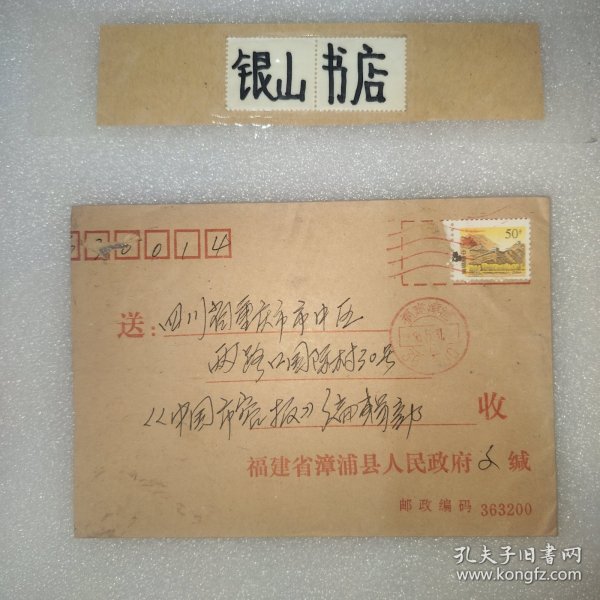 银山书店
630014
送：四川省重庆市市中区
两路口国际村30号
《中国市容报》编辑部 收
福建省漳浦县人民政府 缄
邮政编码 363200
50分
孔夫子旧书网
www.kongfz.com